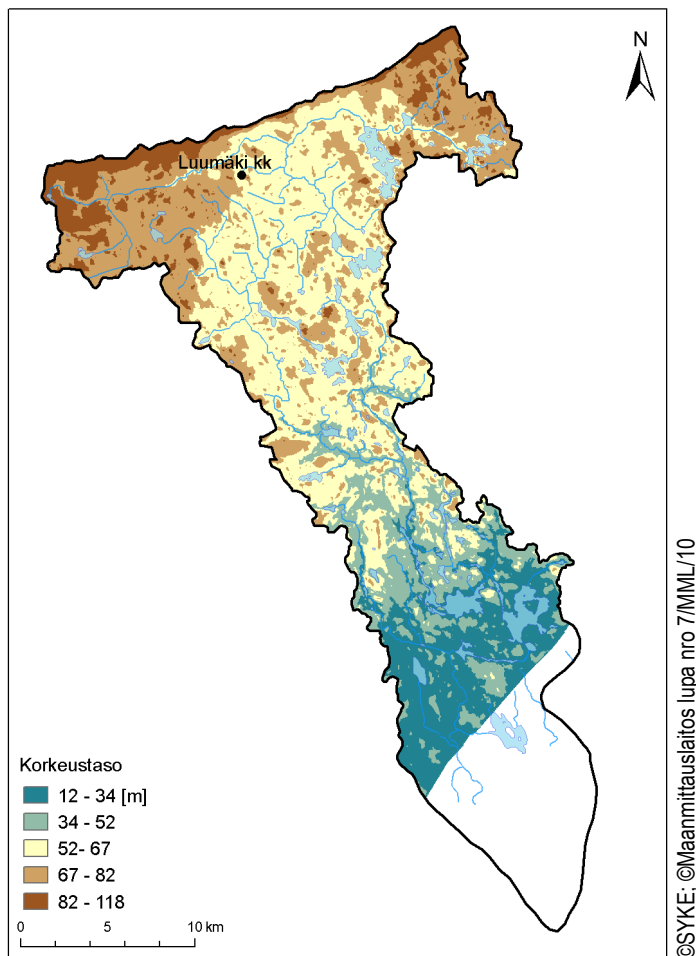 N
Luumäki kk
Korkeustaso
12 - 34 [m]
34 - 52
52- 67
67 - 82
82 - 118
0 5 10 km
©SYKE; ©Maanmittauslaitos lupa nro 7/MML/10